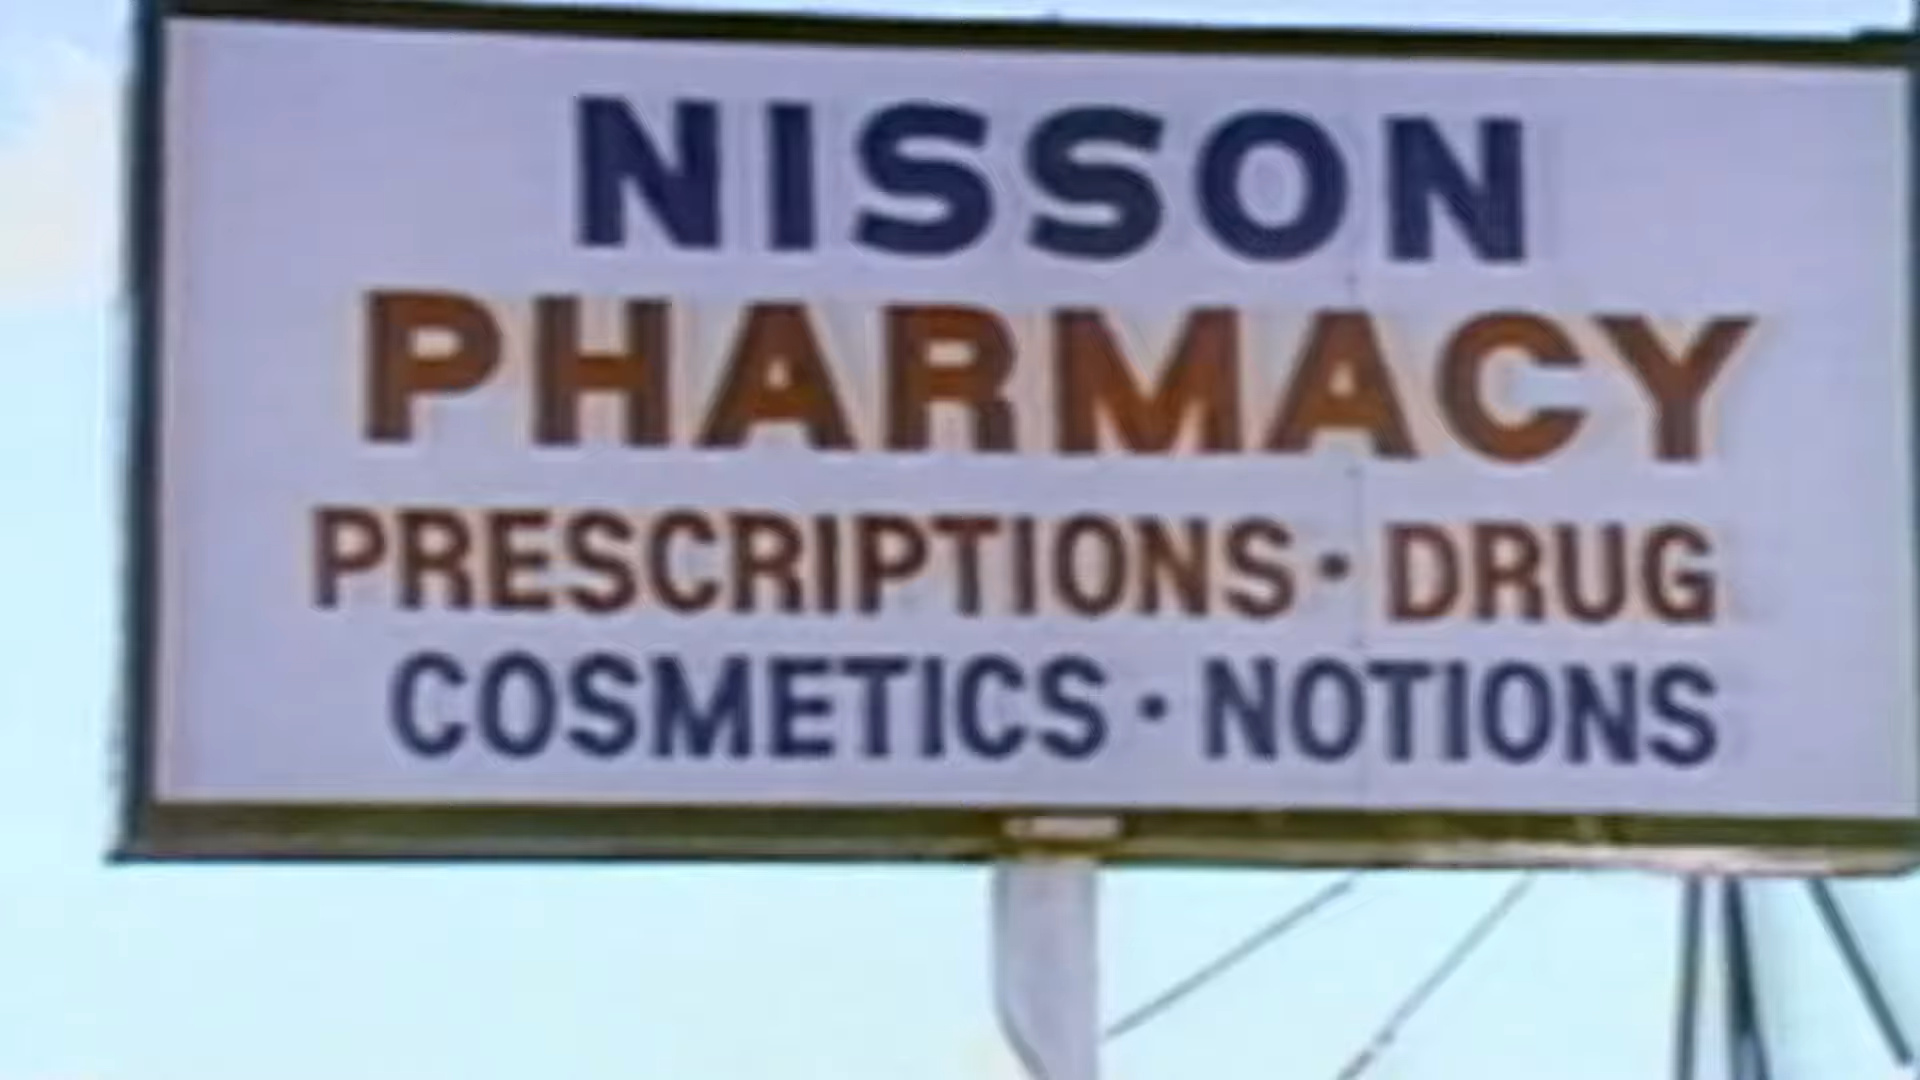 NISSON
PHARMACY
PRESCRIPTIONS • DRUG
COSMETICS • NOTIONS